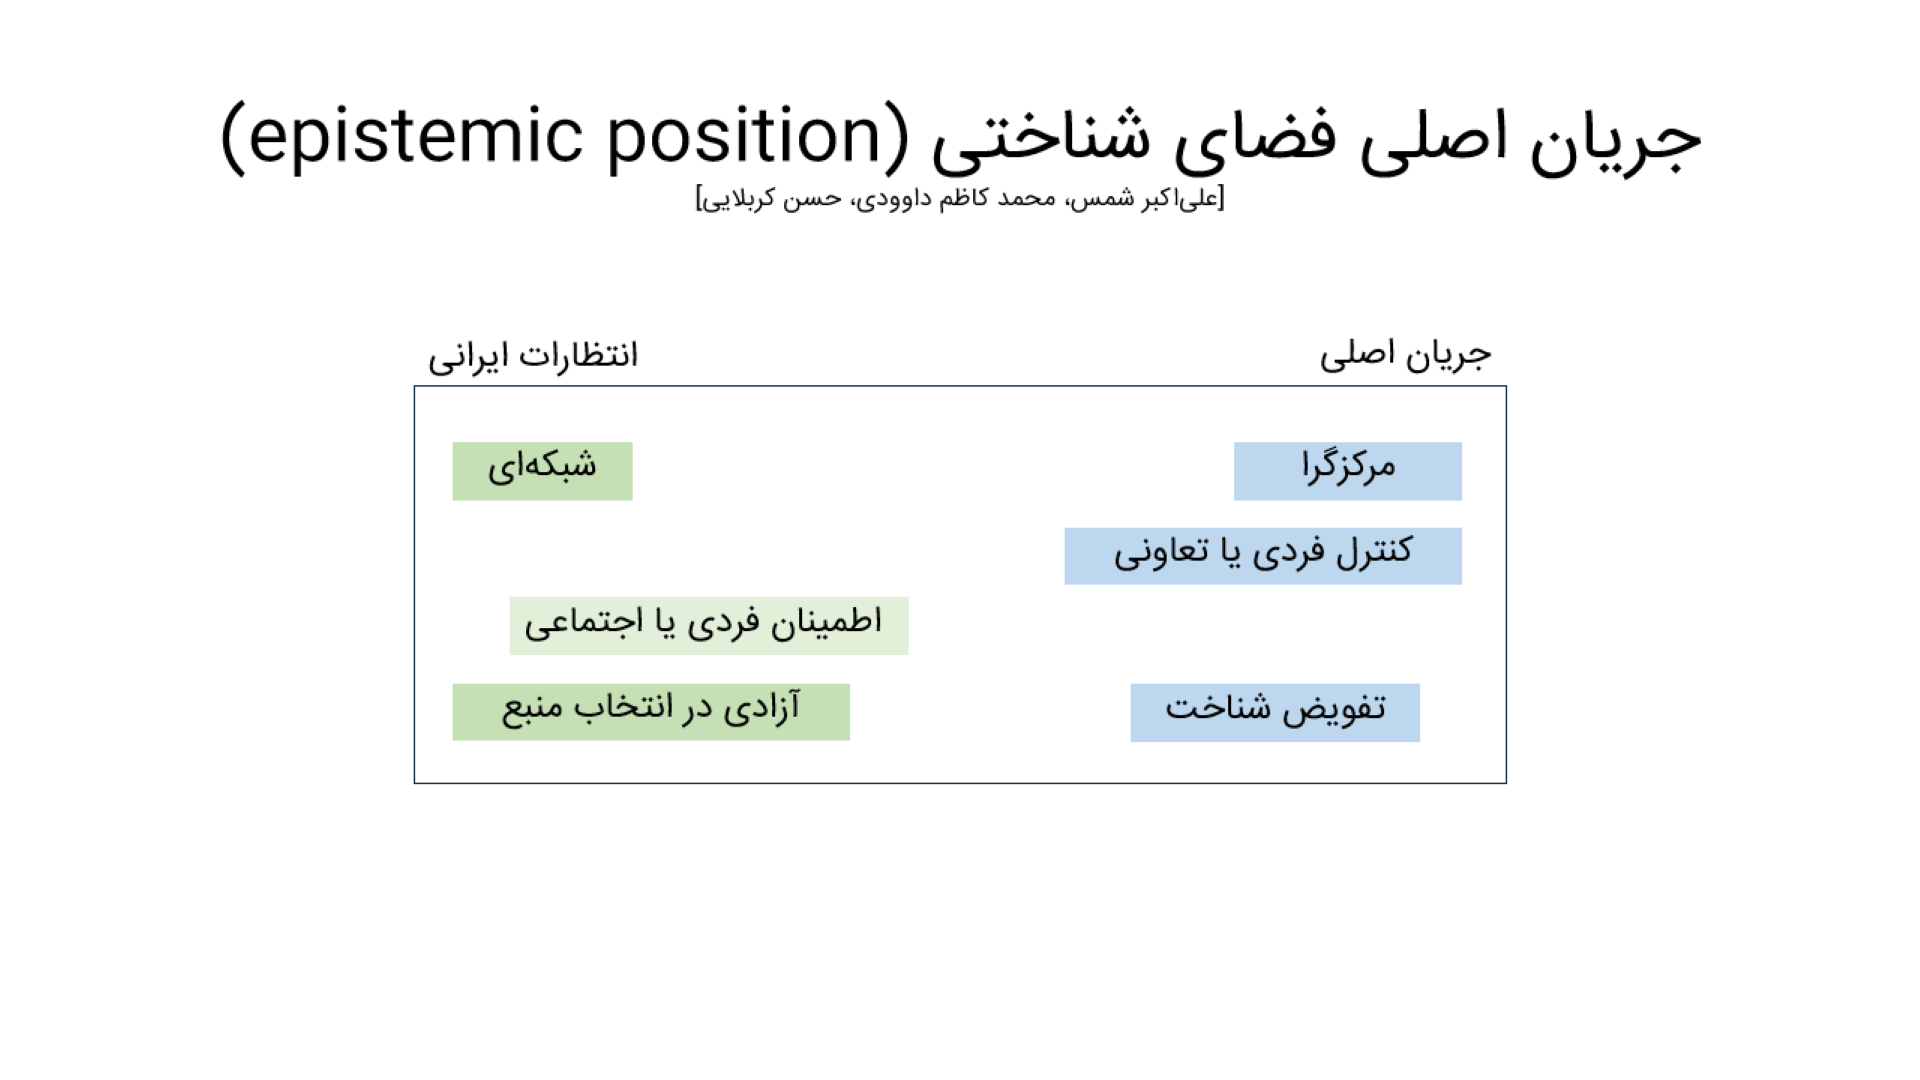 جریان اصلی فضای شناختی (epistemic position)
[علی‌اکبر شمس، محمد کاظم داوودی، حسن کربلایی]
جریان اصلی
انتظارات ایرانی
مرکزگرا
شبکه‌ای
کنترل فردی یا تعاونی
اطمینان فردی یا اجتماعی
تفویض شناخت
آزادی در انتخاب منبع